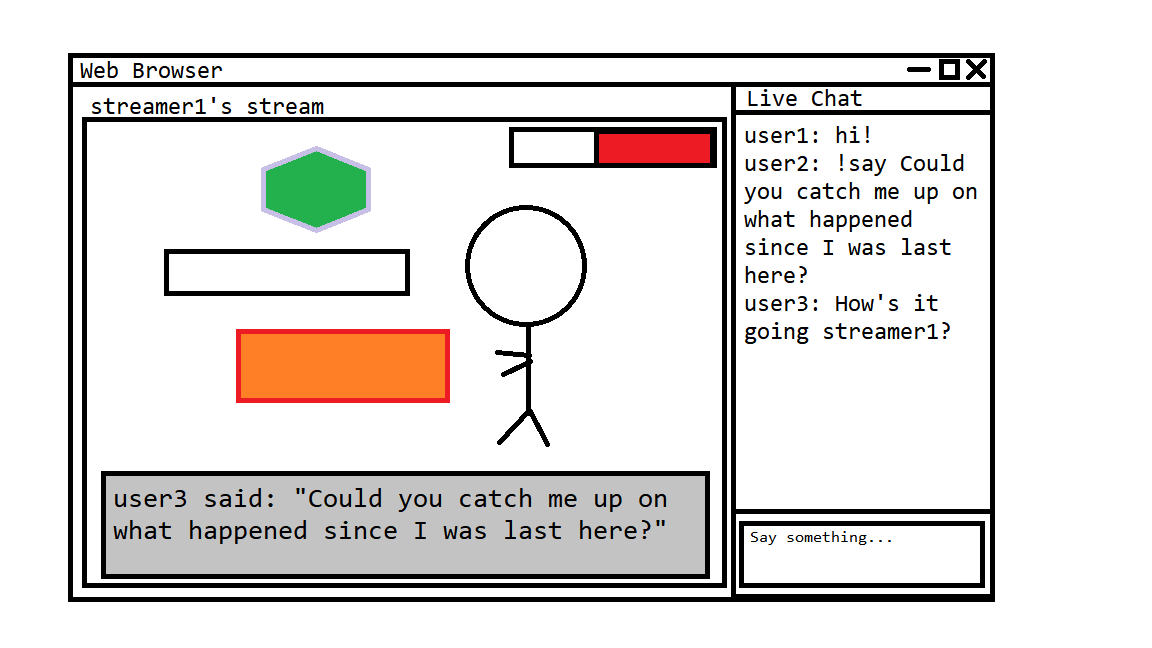 Web Browser
streamer1's stream
user3 said: "Could you catch me up on
what happened since I was last here?"
Live Chat
user1: hi!
user2: !say Could
you catch me up on
what happened
since I was last
here?
user3: How's it
going streamer1?
Say something...